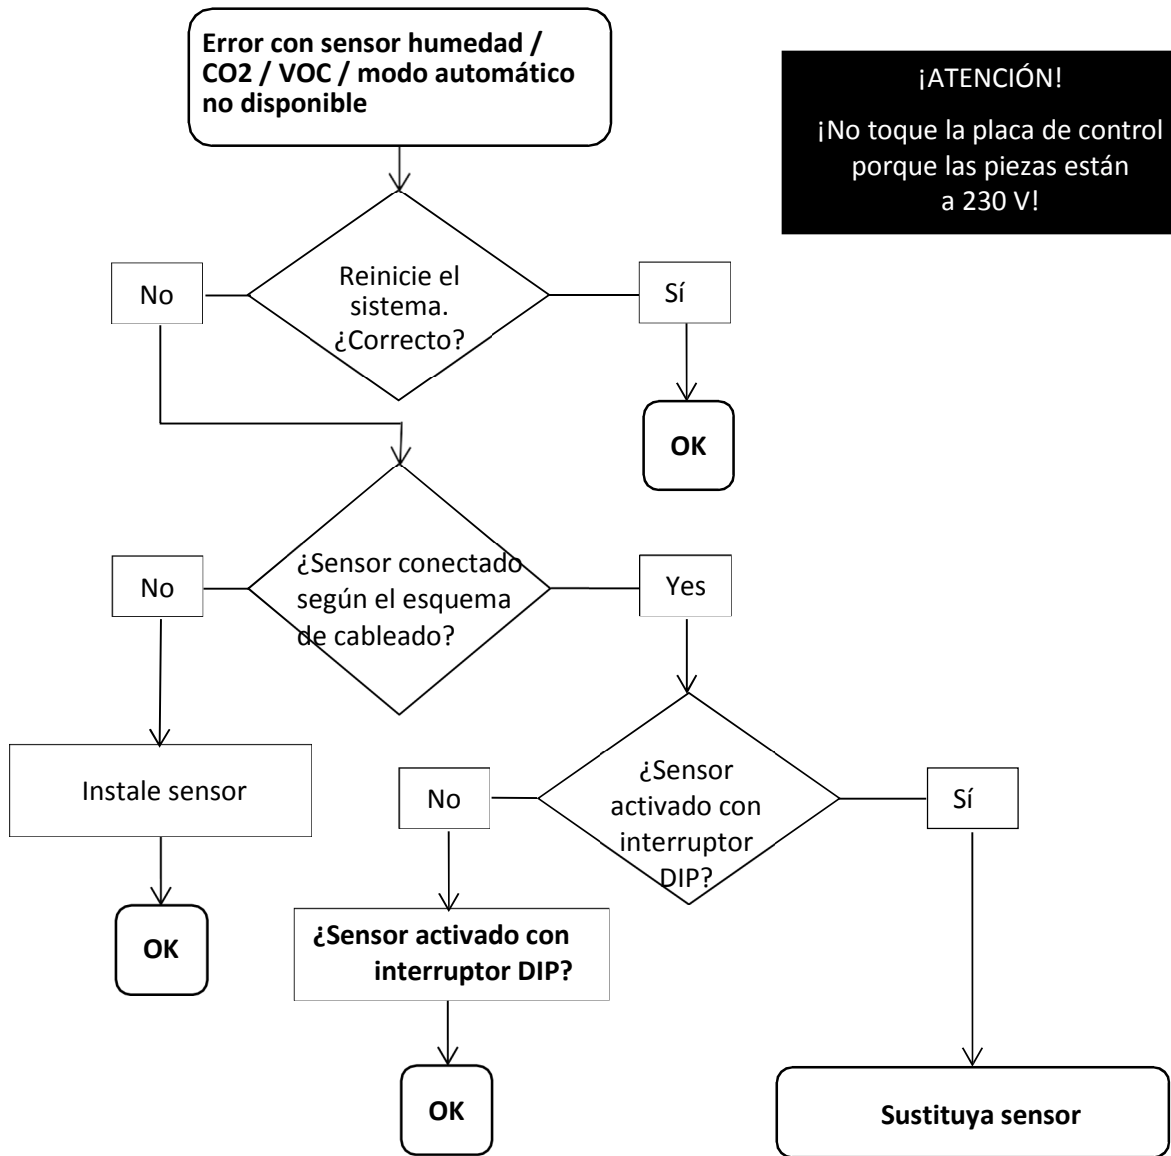 Error con sensor humedad /
CO2 / VOC / modo automático
no disponible
¡ATENCIÓN!
¡No toque la placa de control
porque las piezas están
a 230 V!
Reinicie el
sistema.
¿Correcto?
No
Sí
OK
¿Sensor conectado
según el esquema
de cableado?
No
Yes
Instale sensor
OK
¿Sensor
activado con
interruptor
DIP?
No
Sí
¿Sensor activado con
interruptor DIP?
OK
Sustituya sensor